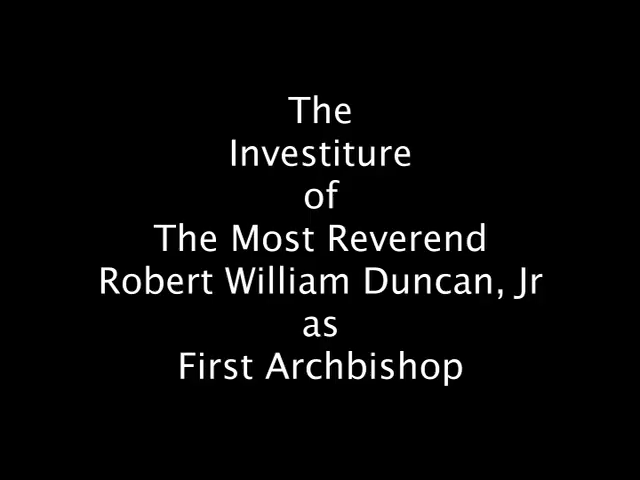 The
Investiture
of
The Most Reverend
Robert William Duncan, Jr
as
First Archbishop